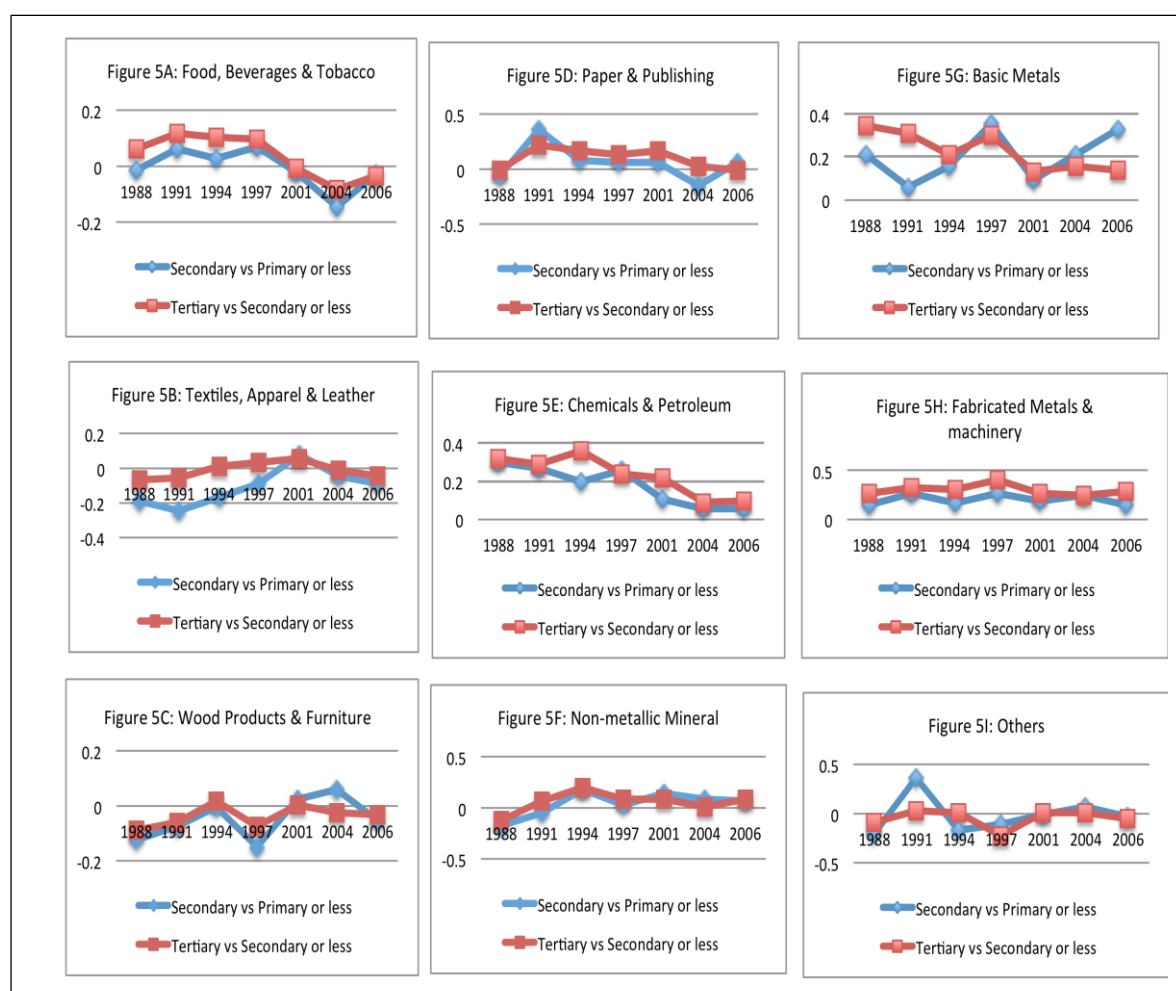 Figure 5A: Food, Beverages & Tobacco
0.2
0
-0.2
1988 1991 1994 1997 2001 2004 2006
Secondary vs Primary or less
Tertiary vs Secondary or less
Figure 5D: Paper & Publishing
0.5
0
-0.5
1988 1991 1994 1997 2001 2004 2006
Secondary vs Primary or less
Tertiary vs Secondary or less
Figure 5G: Basic Metals
0.4
0.2
0
1988 1991 1994 1997 2001 2004 2006
Secondary vs Primary or less
Tertiary vs Secondary or less
Figure 5B: Textiles, Apparel & Leather
0.2
0
-0.2
-0.4
1988 1991 1994 1997 2001 2004 2006
Secondary vs Primary or less
Tertiary vs Secondary or less
Figure 5E: Chemicals & Petroleum
0.4
0.2
0
1988 1991 1994 1997 2001 2004 2006
Secondary vs Primary or less
Tertiary vs Secondary or less
Figure 5H: Fabricated Metals &
machinery
0.5
0
1988 1991 1994 1997 2001 2004 2006
Secondary vs Primary or less
Tertiary vs Secondary or less
Figure 5C: Wood Products & Furniture
0.2
0
-0.2
1988 1991 1994 1997 2001 2004 2006
Secondary vs Primary or less
Tertiary vs Secondary or less
Figure 5F: Non-metallic Mineral
0.5
0
-0.5
1988 1991 1994 1997 2001 2004 2006
Secondary vs Primary or less
Tertiary vs Secondary or less
Figure 5I: Others
0.5
0
-0.5
1988 1991 1994 1997 2001 2004 2006
Secondary vs Primary or less
Tertiary vs Secondary or less